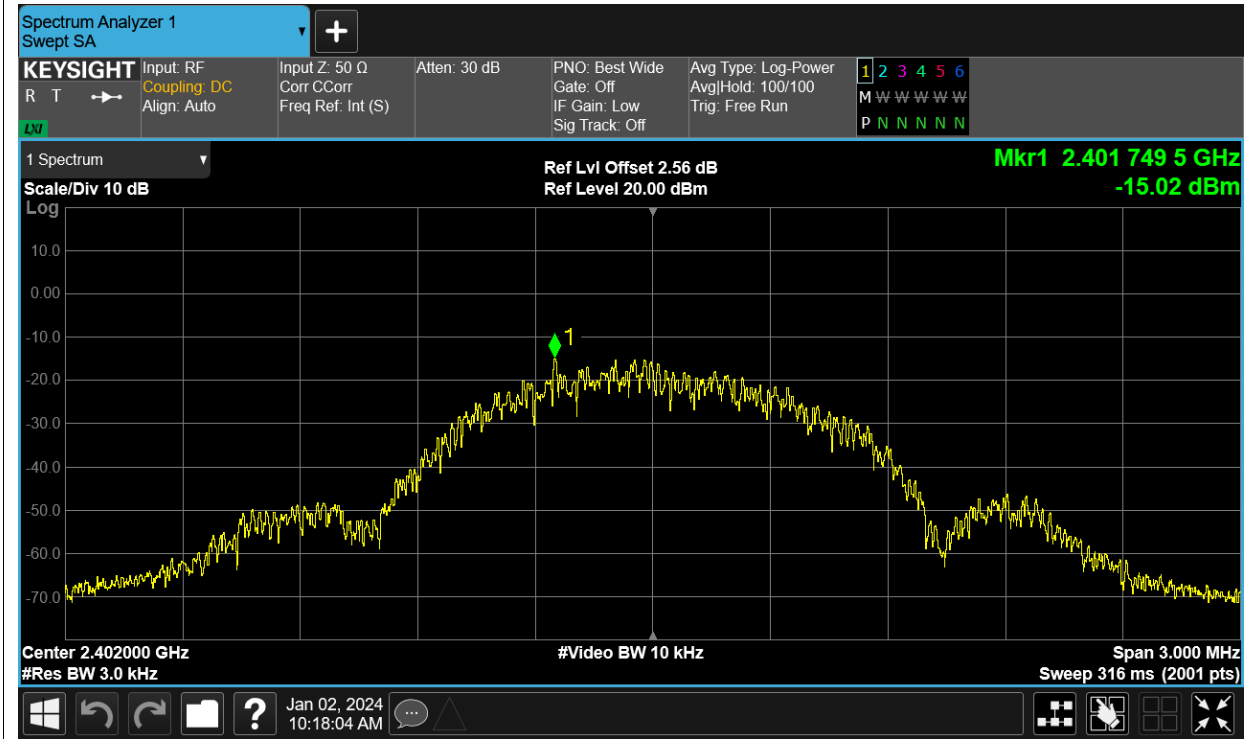 Spectrum Analyzer 1
Swept SA
KEYSIGHT
R T
LXI
Input: RF
Coupling: DC
Align: Auto
Input Z: 50 Ω
Corr CCorr
Freq Ref: Int (S)
Atten: 30 dB
PNO: Best Wide
Gate: Off
IF Gain: Low
Sig Track: Off
Avg Type: Log-Power
Avg|Hold: 100/100
Trig: Free Run
1 2 3 4 5 6
M W W W W W
P N N N N N
1 Spectrum
Scale/Div 10 dB
Log
Ref Lvl Offset 2.56 dB
Ref Level 20.00 dBm
Mkr1 2.401 749 5 GHz
-15.02 dBm
10.0
0.00
-10.0
-20.0
-30.0
-40.0
-50.0
-60.0
-70.0
1
Center 2.402000 GHz
#Res BW 3.0 kHz
#Video BW 10 kHz
Span 3.000 MHz
Sweep 316 ms (2001 pts)
?
Jan 02, 2024
10:18:04 AM